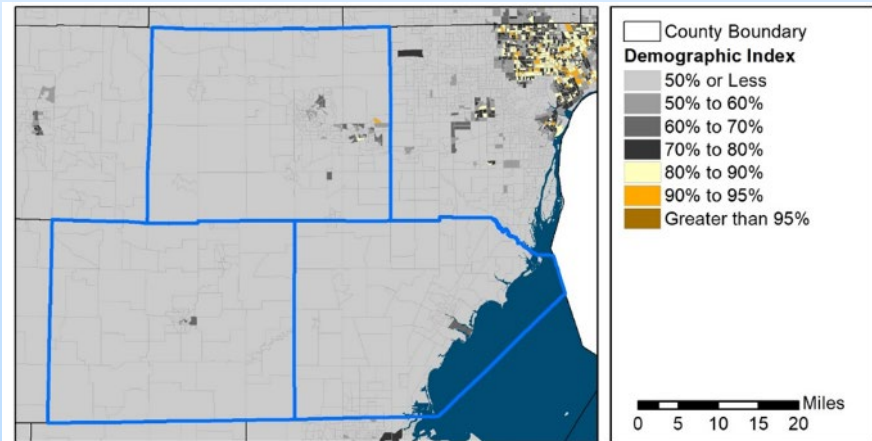 County Boundary
Demographic Index
50% or Less
50% to 60%
60% to 70%
70% to 80%
80% to 90%
90% to 95%
Greater than 95%
Miles
0 5 10 15 20